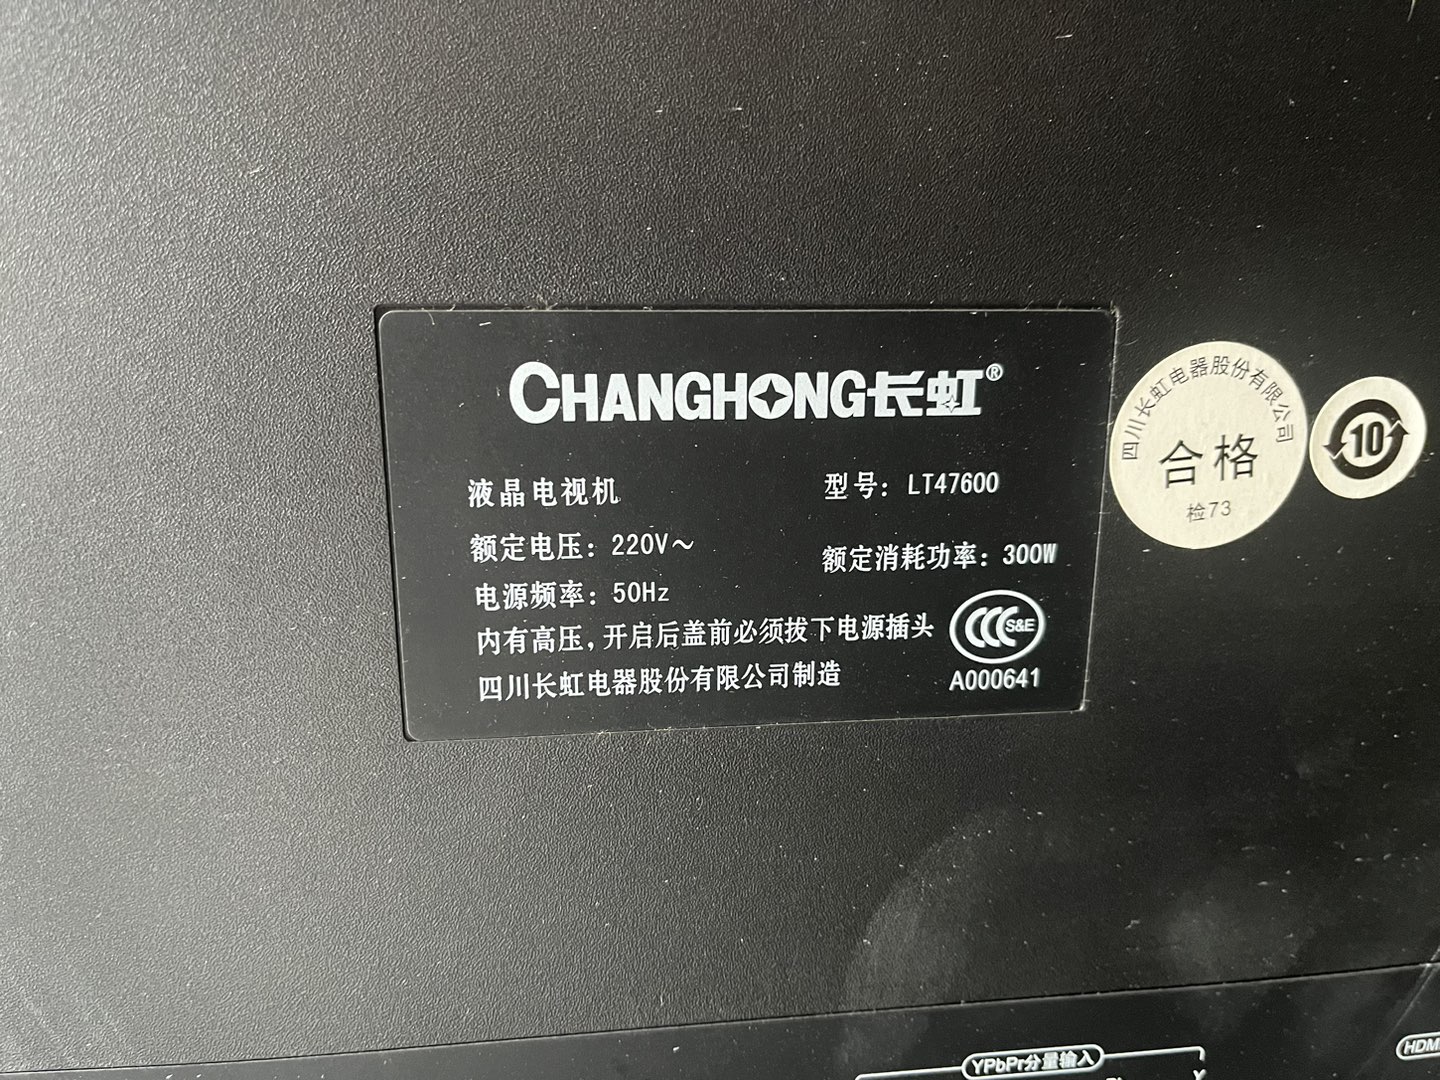 CHANGHONG长虹®
液晶电视机
型号：LT47600
额定电压：220V～
额定消耗功率：300W
电源频率：50Hz
内有高压，开启后盖前必须拔下电源插头
四川长虹电器股份有限公司制造
S&E
A000641
四川长虹电器股份有限公司
合格
检73
10
YPbPr分量输入
Y